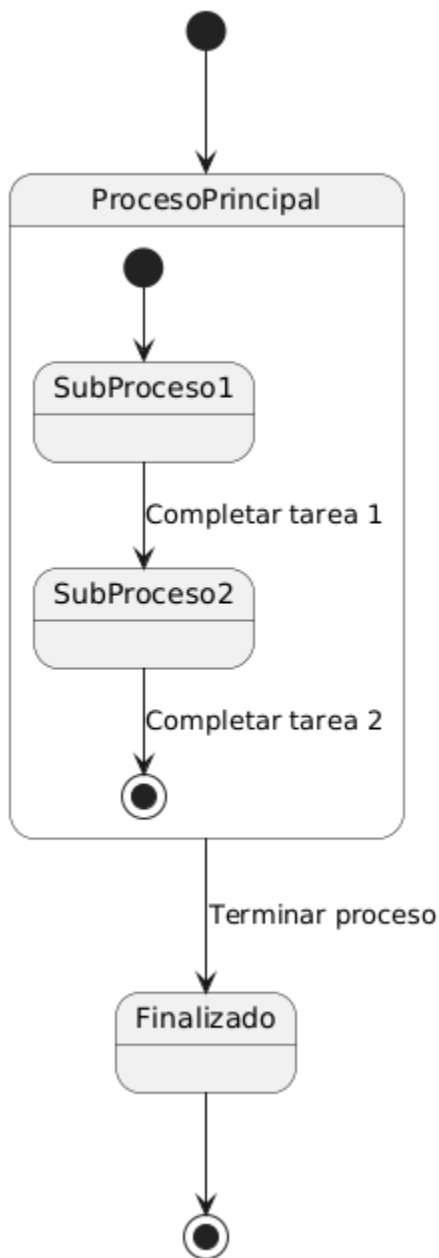 ProcesoPrincipal
SubProceso1
Completar tarea 1
SubProceso2
Completar tarea 2
Terminar proceso
Finalizado